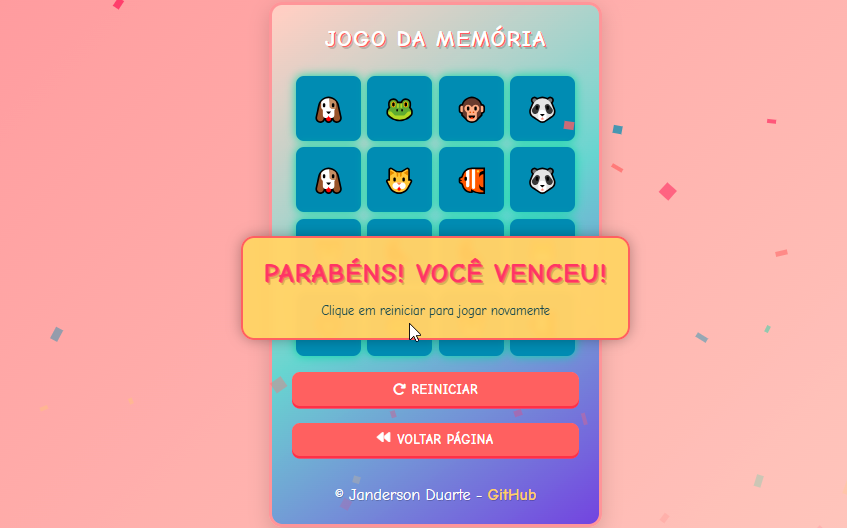 JOGO DA MEMÓRIA
PARABÉNS! VOCÊ VENCEU!
Clique em reiniciar para jogar novamente
REINICIAR
VOLTAR PÁGINA
© Janderson Duarte - GitHub